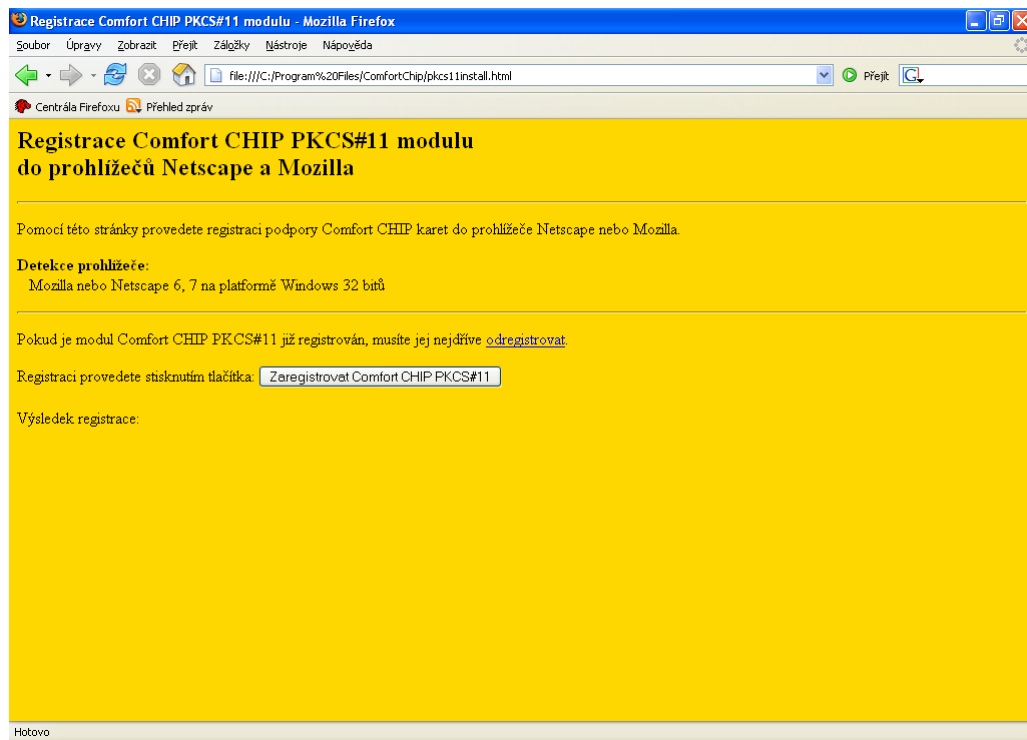 Registrace Comfort CHIP PKCS#11 modulu - Mozilla Firefox
Soubor Úpravy Zobrazit Přejít Záložky Nástroje Nápověda
file:///C:/Program%20Files/ComfortChip/pkcs11install.html Přejít G
Centrála Firefoxu Přehled zpráv
Registrace Comfort CHIP PKCS#11 modulu
do prohlížečů Netscape a Mozilla
Pomocí této stránky provedete registraci podpory Comfort CHIP karet do prohlížeče Netscape nebo Mozilla.
Detekce prohlížeče:
Mozilla nebo Netscape 6, 7 na platformě Windows 32 bitů
Pokud je modul Comfort CHIP PKCS#11 již registrován, musíte jej nejdříve odregistrovat.
Registraci provedete stisknutím tlačítka: Zaregistrovat Comfort CHIP PKCS#11
Výsledek registrace:
Hotovo